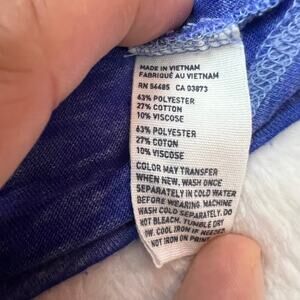 MADE IN VIETNAM
FABRIQUÉ AU VIETNAM
RN 56485 CA 03873
63% POLYESTER
27% COTTON
10% VISCOSE
63% POLYESTER
27% COTON
10% VISCOSE
COLOR MAY TRANSFER
WHEN NEW. WASH ONCE
SEPARATELY IN COLD WATER
BEFORE WEARING. MACHINE
WASH COLD SEPARATELY. DO
NOT BLEACH. TUMBLE DRY
OW. COOL IRON IF NEEDED.
NOT IRON ON PRINT